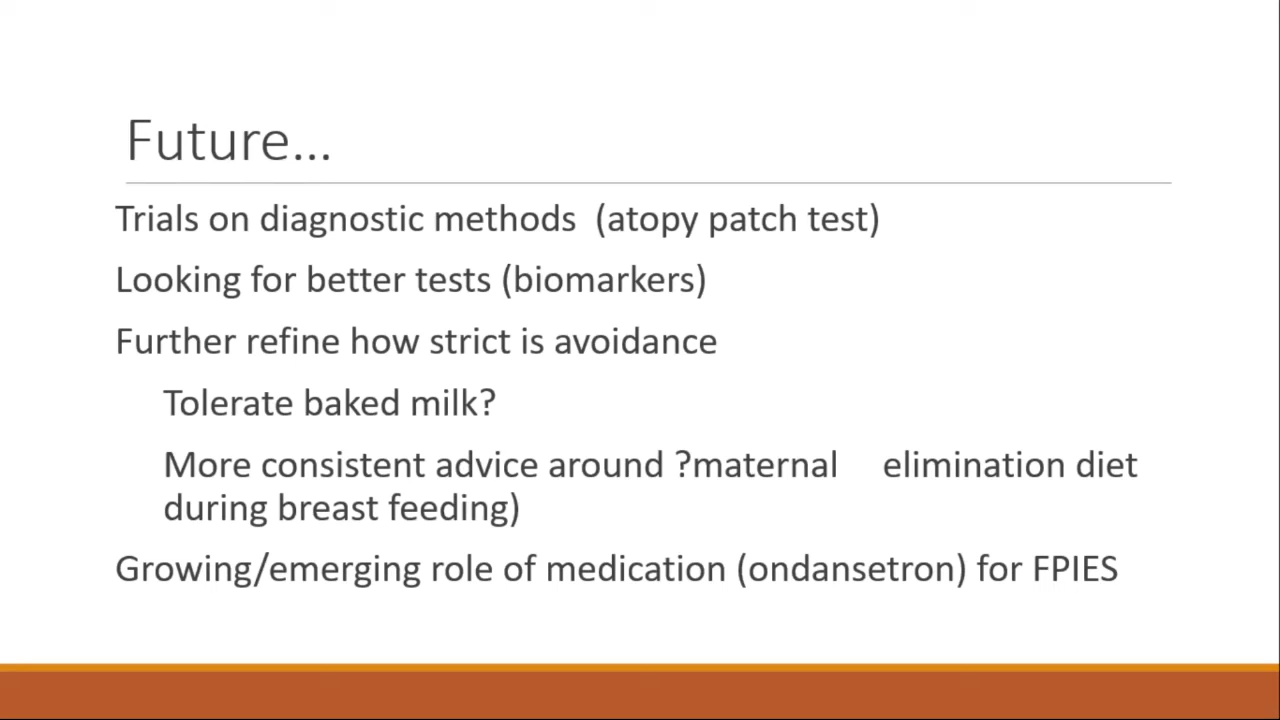 Future...
Trials on diagnostic methods  (atopy patch test)
Looking for better tests (biomarkers)
Further refine how strict is avoidance
Tolerate baked milk?
More consistent advice around ?maternal    elimination diet
during breast feeding)
Growing/emerging role of medication (ondansetron) for FPIES